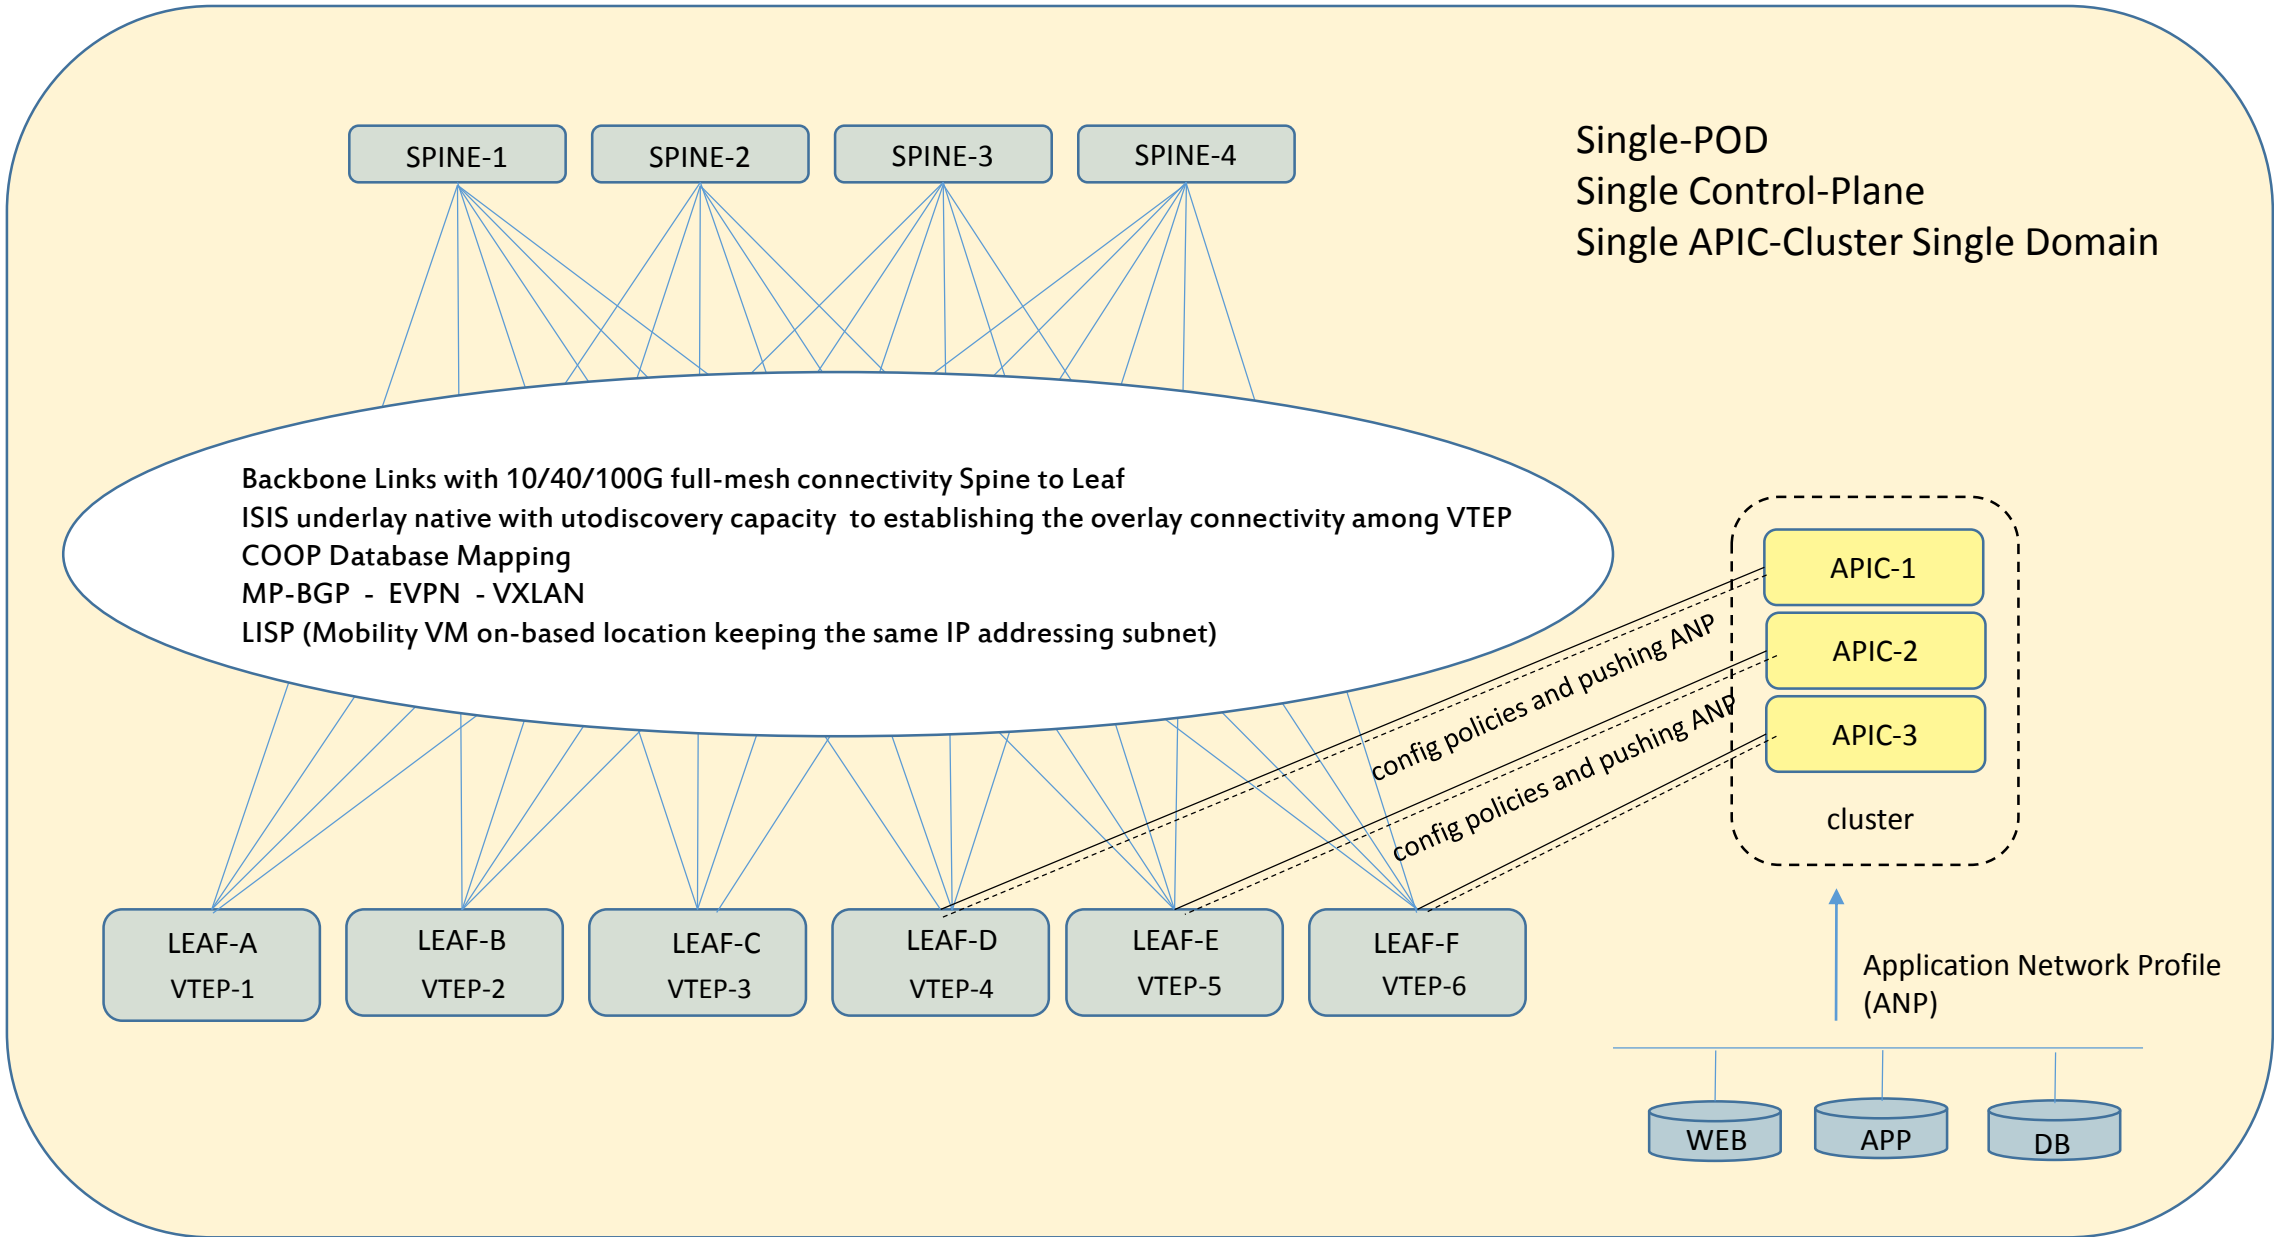 SPINE-1
SPINE-2
SPINE-3
SPINE-4
Single-POD
Single Control-Plane
Single APIC-Cluster Single Domain
Backbone Links with 10/40/100G full-mesh connectivity Spine to Leaf
ISIS underlay native with utodiscovery capacity to establishing the overlay connectivity among VTEP
COOP Database Mapping
MP-BGP - EVPN - VXLAN
LISP (Mobility VM on-based location keeping the same IP addressing subnet)
APIC-1
APIC-2
APIC-3
cluster
config policies and pushing ANP
config policies and pushing ANP
LEAF-A
VTEP-1
LEAF-B
VTEP-2
LEAF-C
VTEP-3
LEAF-D
VTEP-4
LEAF-E
VTEP-5
LEAF-F
VTEP-6
Application Network Profile
(ANP)
WEB
APP
DB